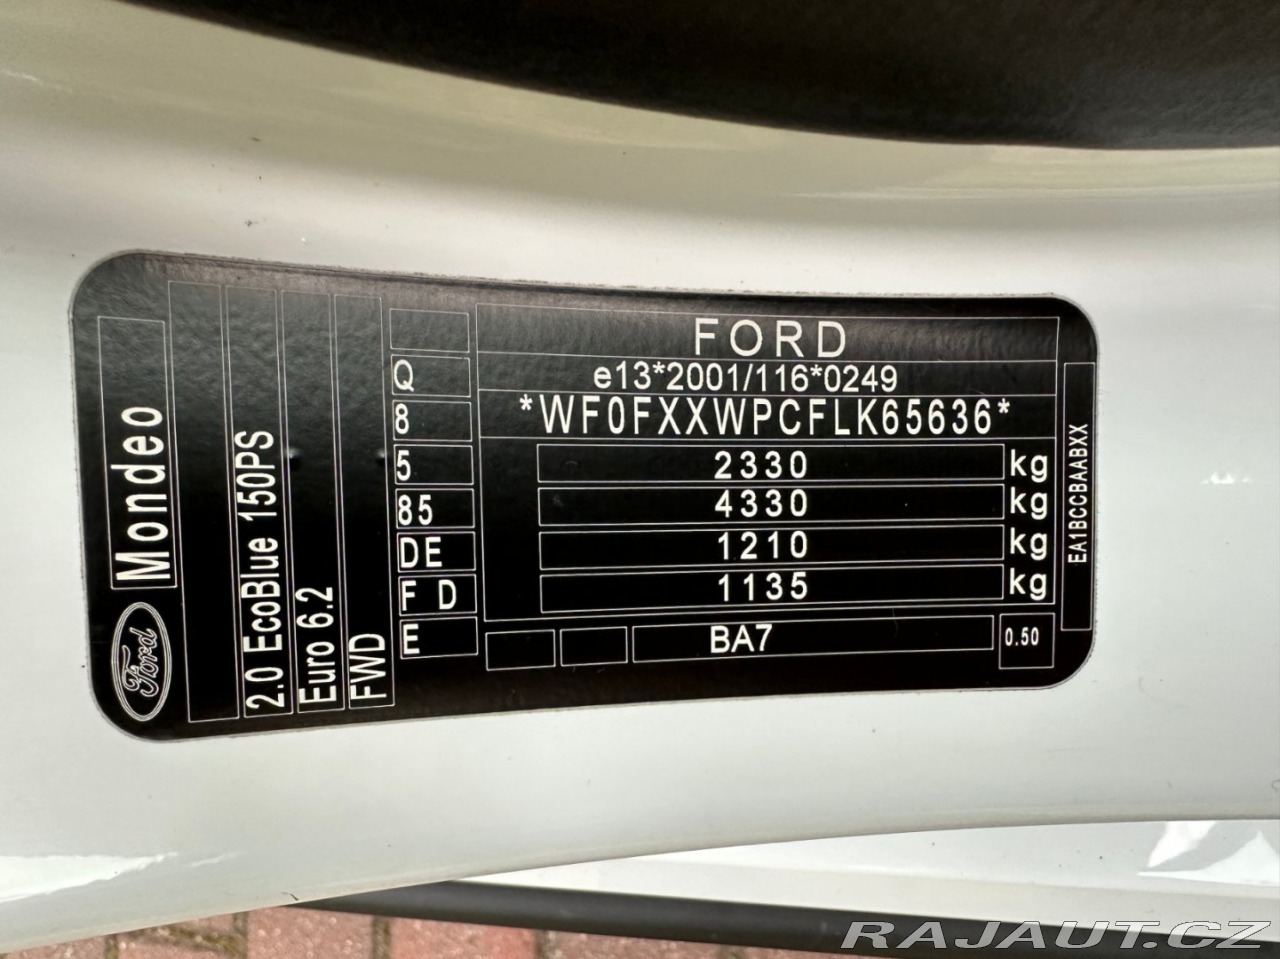 FORD
e13*2001/116*0249
*WF0FXXWPCFLK65636*
2330 kg
4330 kg
1210 kg
1135 kg
BA7
0.50
EA1BCCBAABXX
Q
8
5
85
DE
F D
E
Ford
Mondeo
2.0 EcoBlue 150PS
Euro 6.2
FWD
RAJAUT.CZ